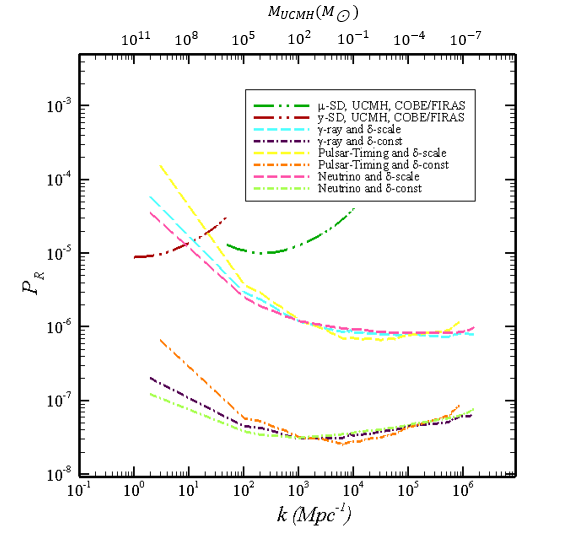 M_UCMH(M_⊙)
10^11 10^8 10^5 10^2 10^-1 10^-4 10^-7
μ-SD, UCMH, COBE/FIRAS
y-SD, UCMH, COBE/FIRAS
γ-ray and δ-scale
γ-ray and δ-const
Pulsar-Timing and δ-scale
Pulsar-Timing and δ-const
Neutrino and δ-scale
Neutrino and δ-const
10^-3
10^-4
10^-5
10^-6
10^-7
10^-8
P_R
10^-1 10^0 10^1 10^2 10^3 10^4 10^5 10^6
k (Mpc^-1)